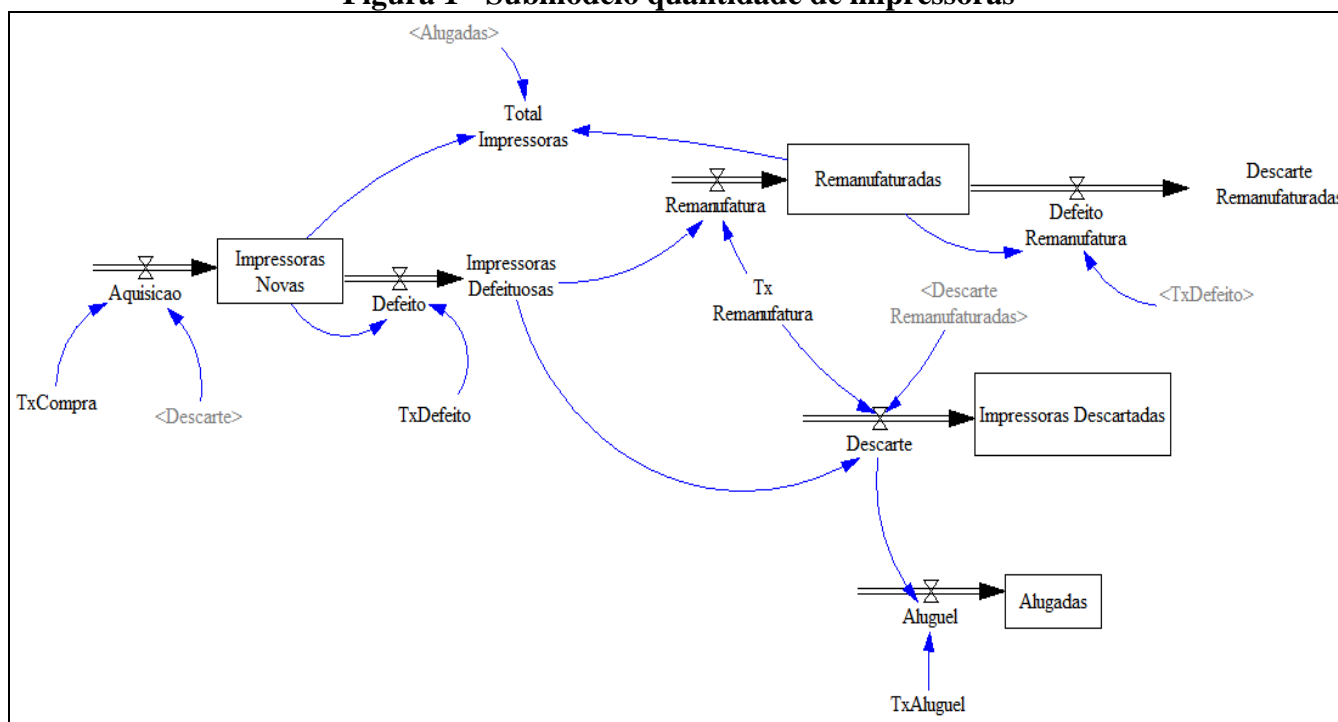 Figura 1 - Submodelo quantidade de impressoras
<Alugadas>
Total
Impressoras
Remanufaturadas
Remanufatura
Descarte
Remanufaturadas
Defeito
Remanufatura
Impressoras
Novas
Impressoras
Defeituosas
Aquisicao
Defeito
Tx
Remanufatura
<Descarte
Remanufaturadas>
<TxDefeito>
TxCompra
<Descarte>
TxDefeito
Impressoras Descartadas
Descarte
Alugadas
Aluguel
TxAluguel